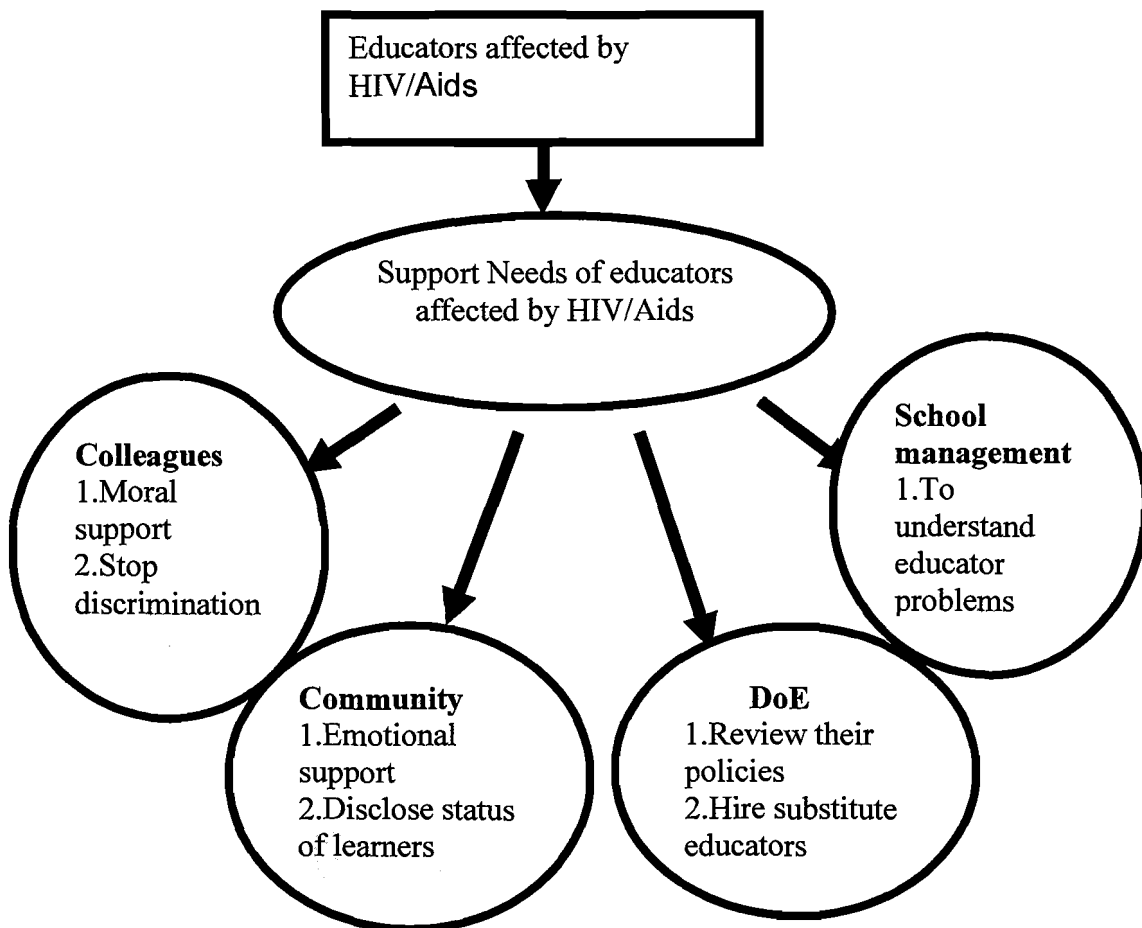 Educators affected by
HIV/Aids
Support Needs of educators
affected by HIV/Aids
Colleagues
1.Moral
support
2.Stop
discrimination
Community
1.Emotional
support
2.Disclose status
of learners
DoE
1.Review their
policies
2.Hire substitute
educators
School
management
1.To
understand
educator
problems